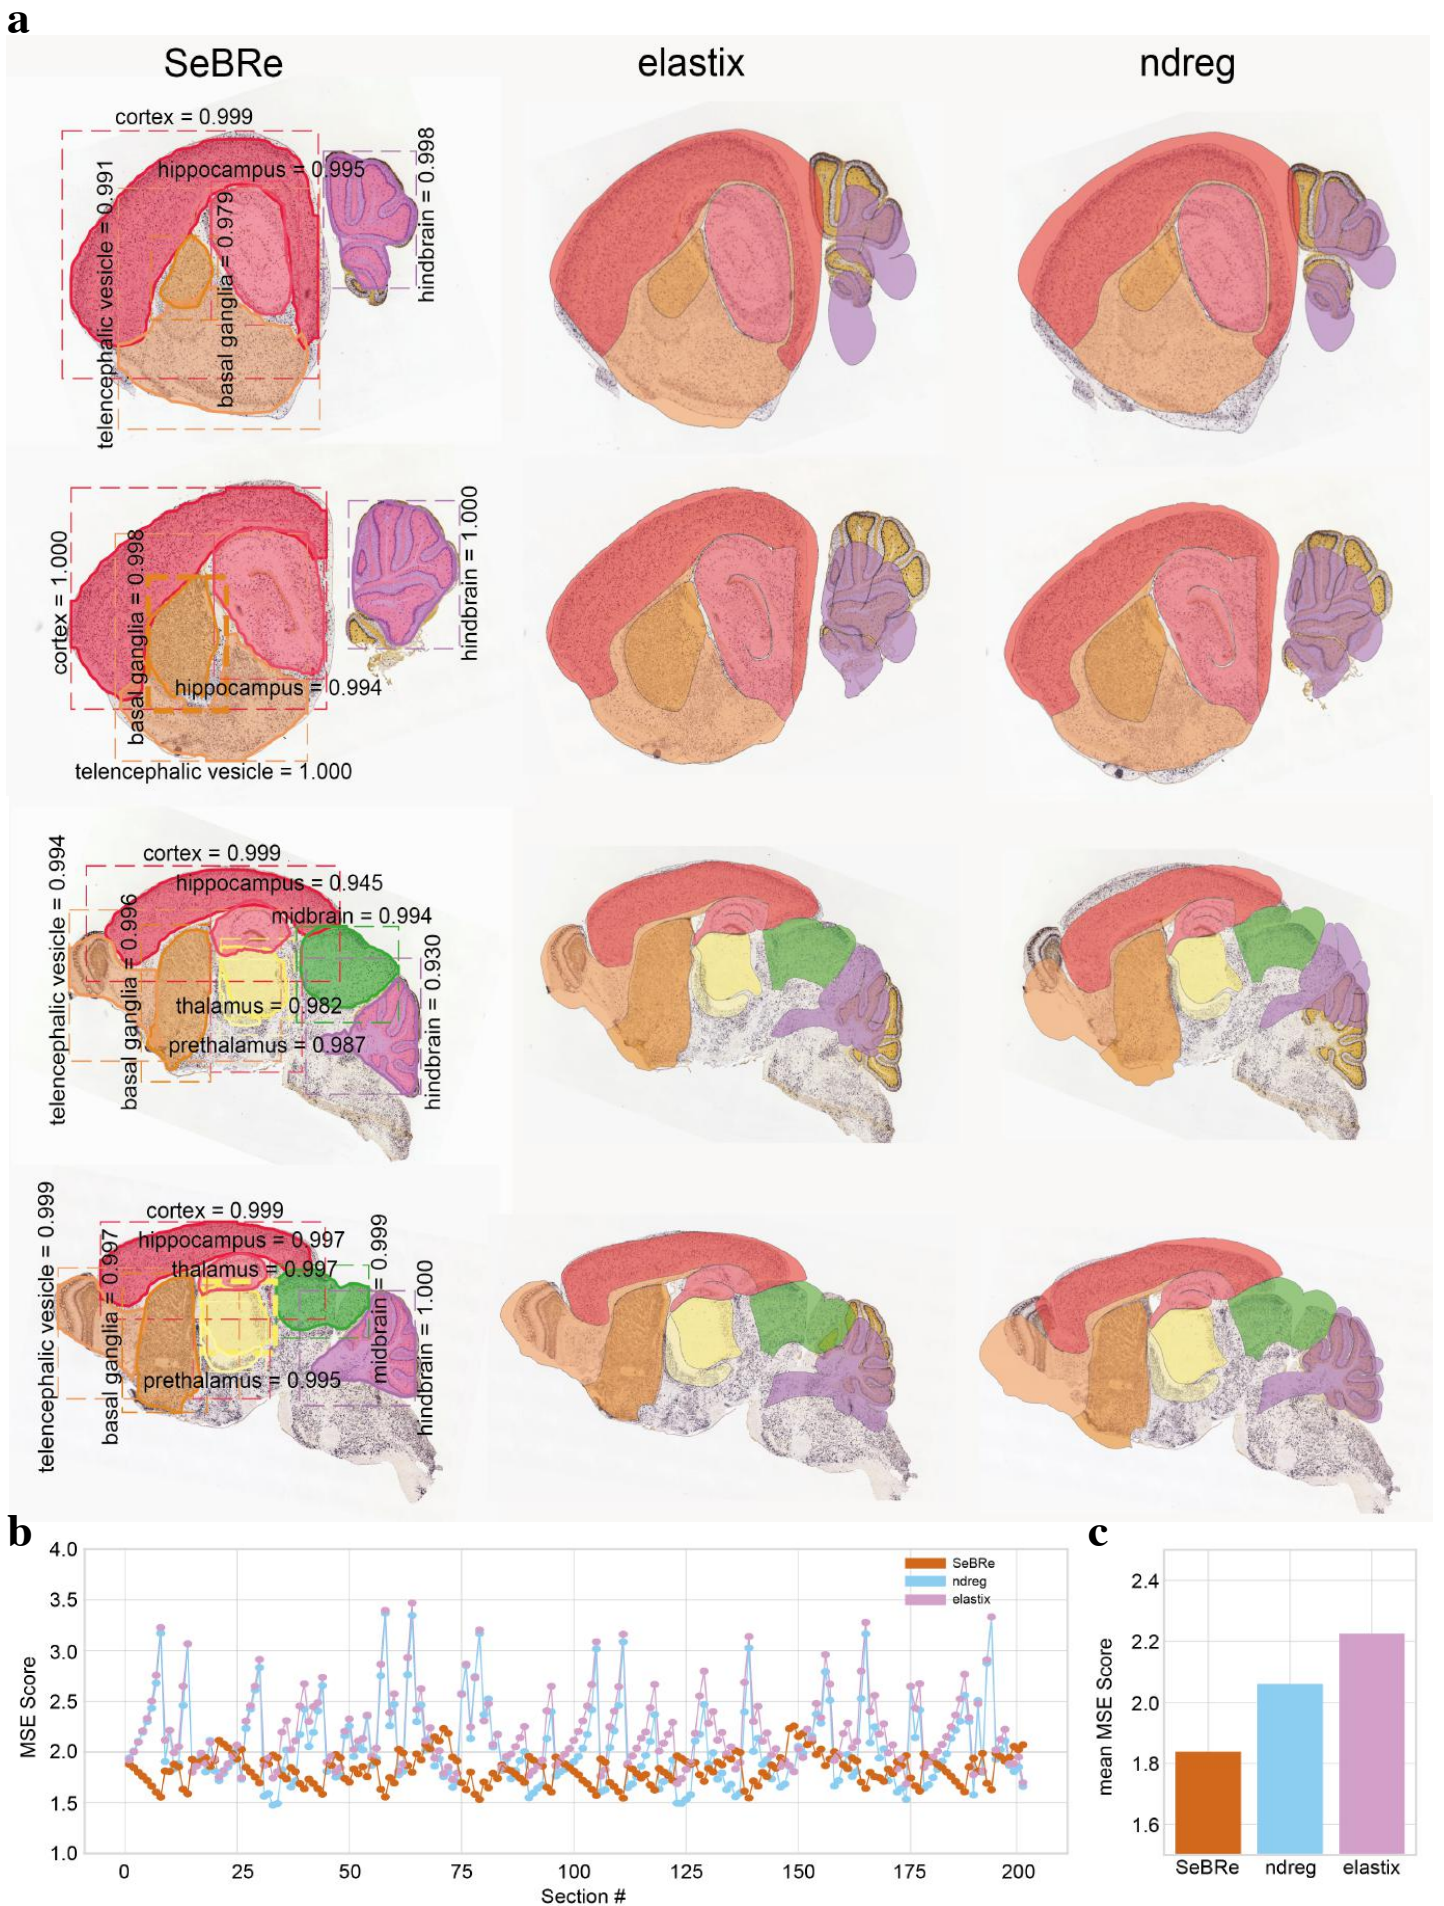 a
SeBRe elastix ndreg
cortex = 0.999
hippocampus = 0.995
telencephalic vesicle = 0.991
basal ganglia = 0.979
hindbrain = 0.998
cortex = 1.000
basal ganglia = 0.998
hindbrain = 1.000
hippocampus = 0.994
telencephalic vesicle = 1.000
telencephalic vesicle = 0.994
cortex = 0.999
hippocampus = 0.945
midbrain = 0.994
basal ganglia = 0.996
hindbrain = 0.930
thalamus = 0.982
prethalamus = 0.987
telencephalic vesicle = 0.999
cortex = 0.999
hippocampus = 0.997
thalamus = 0.997
basal ganglia = 0.997
midbrain = 0.999
hindbrain = 1.000
prethalamus = 0.995
b
MSE Score
4.0
3.5
3.0
2.5
2.0
1.5
1.0
SeBRe
ndreg
elastix
0 25 50 75 100 125 150 175 200
Section #
c
mean MSE Score
2.4
2.2
2.0
1.8
1.6
SeBRe ndreg elastix